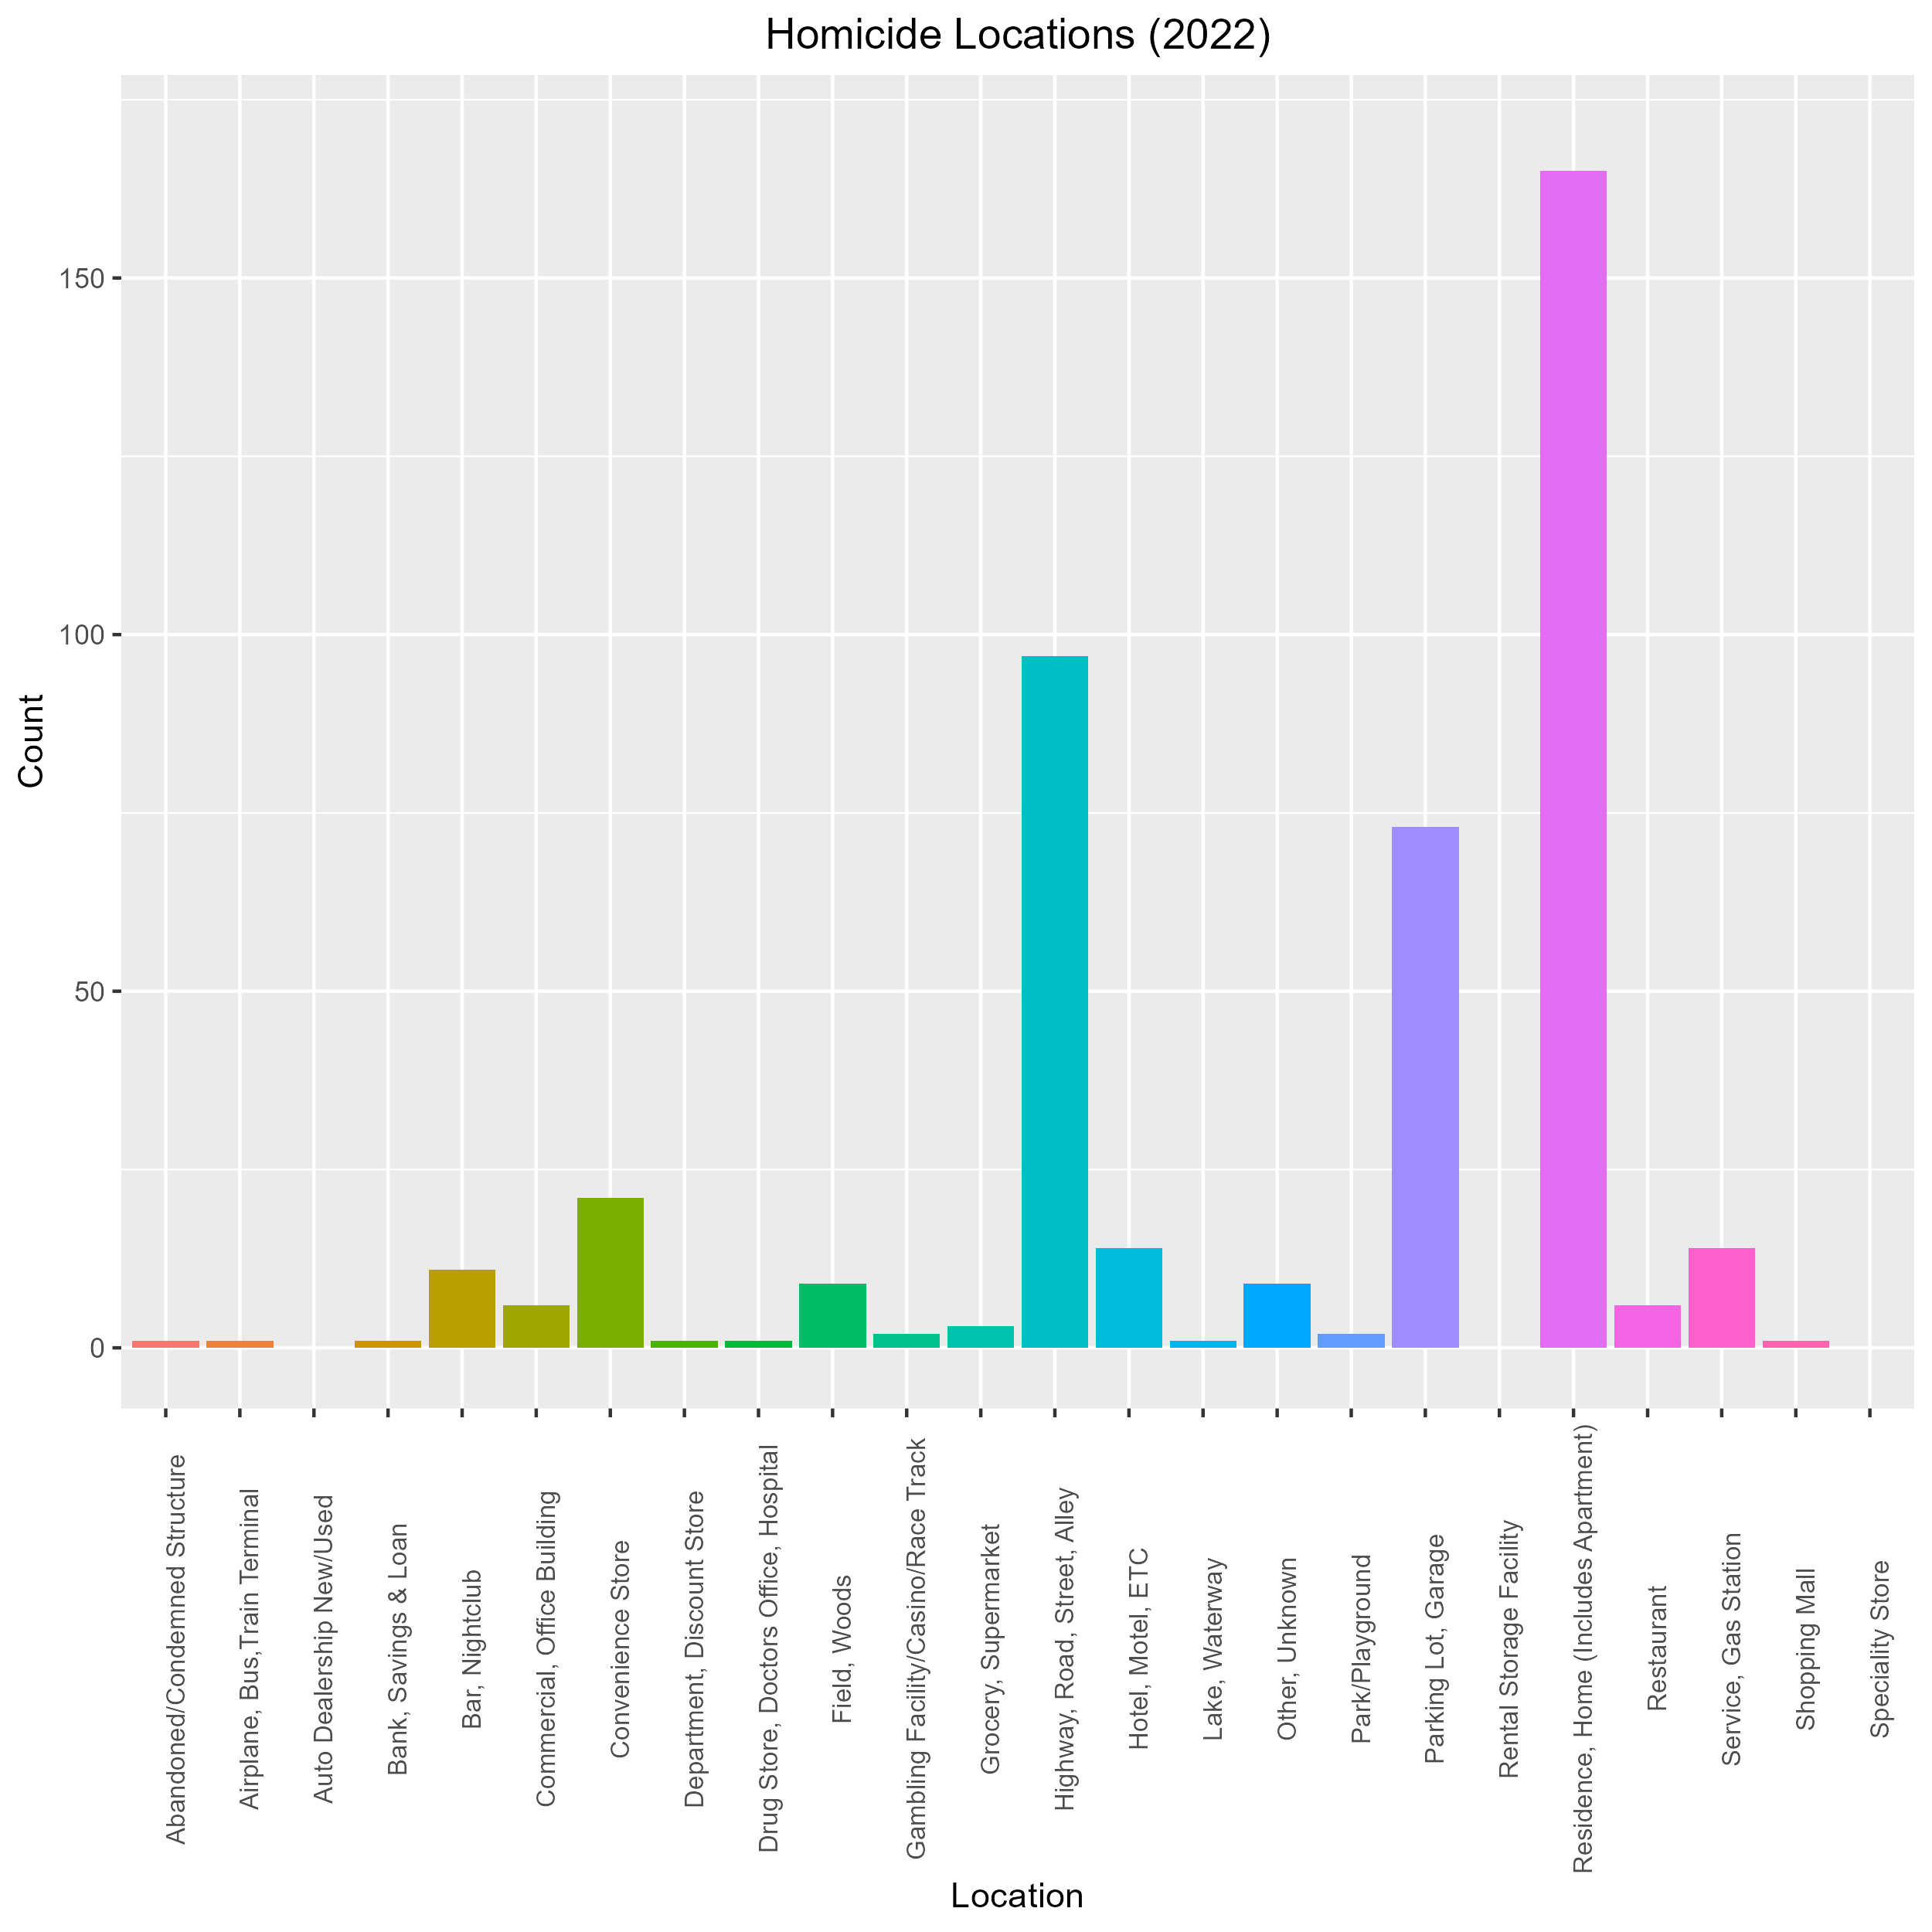 Homicide Locations (2022)
Count
150
100
50
0
Abandoned/Condemned Structure
Airplane, Bus,Train Terminal
Auto Dealership New/Used
Bank, Savings & Loan
Bar, Nightclub
Commercial, Office Building
Convenience Store
Department, Discount Store
Drug Store, Doctors Office, Hospital
Field, Woods
Gambling Facility/Casino/Race Track
Grocery, Supermarket
Highway, Road, Street, Alley
Hotel, Motel, ETC
Lake, Waterway
Other, Unknown
Park/Playground
Parking Lot, Garage
Rental Storage Facility
Residence, Home (Includes Apartment)
Restaurant
Service, Gas Station
Shopping Mall
Speciality Store
Location